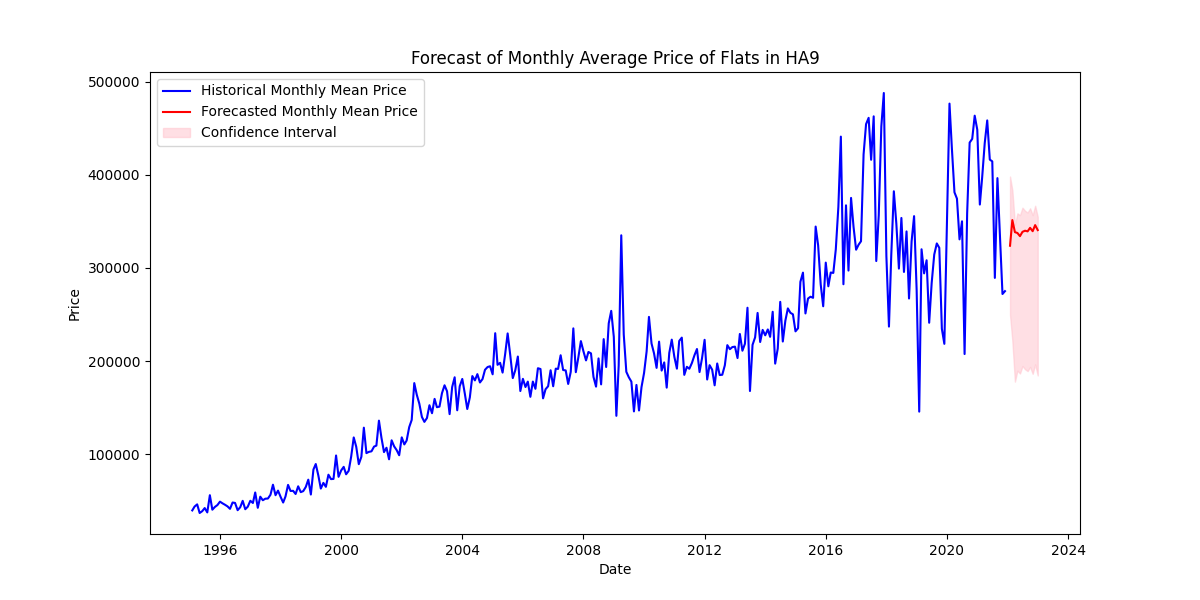 Forecast of Monthly Average Price of Flats in HA9
Historical Monthly Mean Price
Forecasted Monthly Mean Price
Confidence Interval
500000
400000
300000
200000
100000
Price
1996 2000 2004 2008 2012 2016 2020 2024
Date